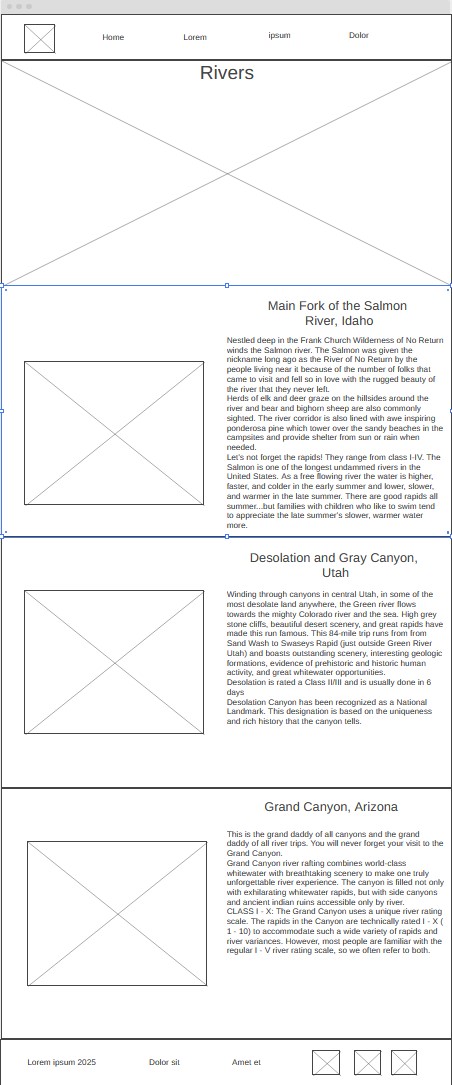 Home Lorem ipsum Dolor
Rivers
Main Fork of the Salmon
River, Idaho
Nestled deep in the Frank Church Wilderness of No Return
winds the Salmon river. The Salmon was given the
nickname long ago as the River of No Return by the
people living near it because of the number of folks that
came to visit and fell so in love with the rugged beauty of
the river that they never left.
Herds of elk and deer graze on the hillsides around the
river and bear and bighorn sheep are also commonly
sighted. The river corridor is also lined with awe inspiring
ponderosa pine which tower over the sandy beaches in the
campsites and provide shelter from sun or rain when
needed.
Let's not forget the rapids! They range from class I-IV. The
Salmon is one of the longest undammed rivers in the
United States. As a free flowing river the water is higher,
faster, and colder in the early summer and lower, slower,
and warmer in the late summer. There are good rapids all
summer...but families with children who like to swim tend
to appreciate the late summer's slower, warmer water
more.
Desolation and Gray Canyon,
Utah
Winding through canyons in central Utah, in some of the
most desolate land anywhere, the Green river flows
towards the mighty Colorado river and the sea. High grey
stone cliffs, beautiful desert scenery, and great rapids have
made this run famous. This 84-mile trip runs from from
Sand Wash to Swaseys Rapid (just outside Green River
Utah) and boasts outstanding scenery, interesting geologic
formations, evidence of prehistoric and historic human
activity, and great whitewater opportunities.
Desolation is rated a Class II/III and is usually done in 6
days
Desolation Canyon has been recognized as a National
Landmark. This designation is based on the uniqueness
and rich history that the canyon tells.
Grand Canyon, Arizona
This is the grand daddy of all canyons and the grand
daddy of all river trips. You will never forget your visit to the
Grand Canyon.
Grand Canyon river rafting combines world-class
whitewater with breathtaking scenery to make one truly
unforgettable river experience. The canyon is filled not only
with exhilarating whitewater rapids, but with side canyons
and ancient indian ruins accessible only by river.
CLASS I - X: The Grand Canyon uses a unique river rating
scale. The rapids in the Canyon are technically rated I - X (
1 - 10) to accommodate such a wide variety of rapids and
river variances. However, most people are familiar with the
regular I - V river rating scale, so we often refer to both.
Lorem ipsum 2025 Dolor sit Amet et